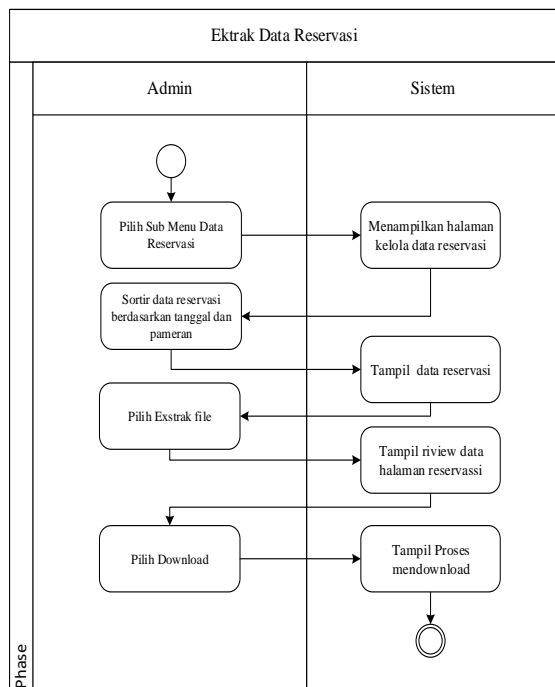 Ektrak Data Reservasi
Admin
Sistem
Pilih Sub Menu Data
Reservasi
Menampilkan halaman
kelola data reservasi
Sortir data reservasi
berdasarkan tanggal dan
pameran
Tampil data reservasi
Pilih Exstrak file
Tampil riview data
halaman reservassi
Pilih Download
Tampil Proses
mendownload
Phase